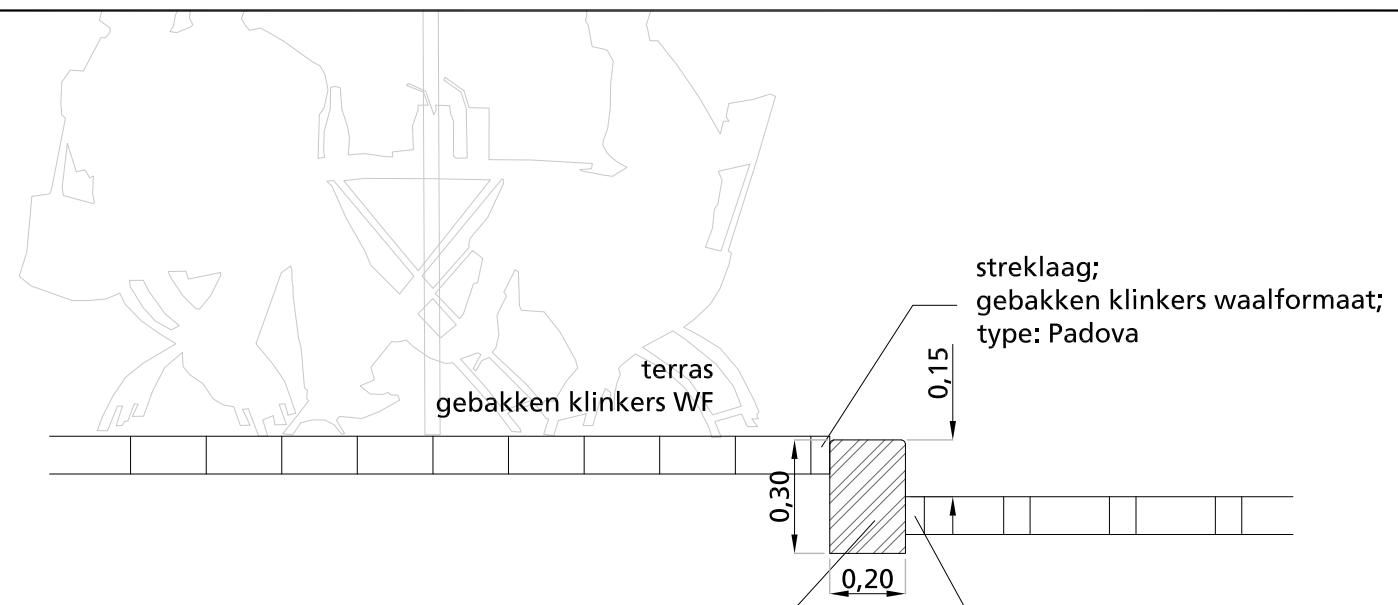 streklaag;
gebakken klinkers waalformaat;
type: Padova
0,15
terras
gebakken klinkers WF
0,30
0,20